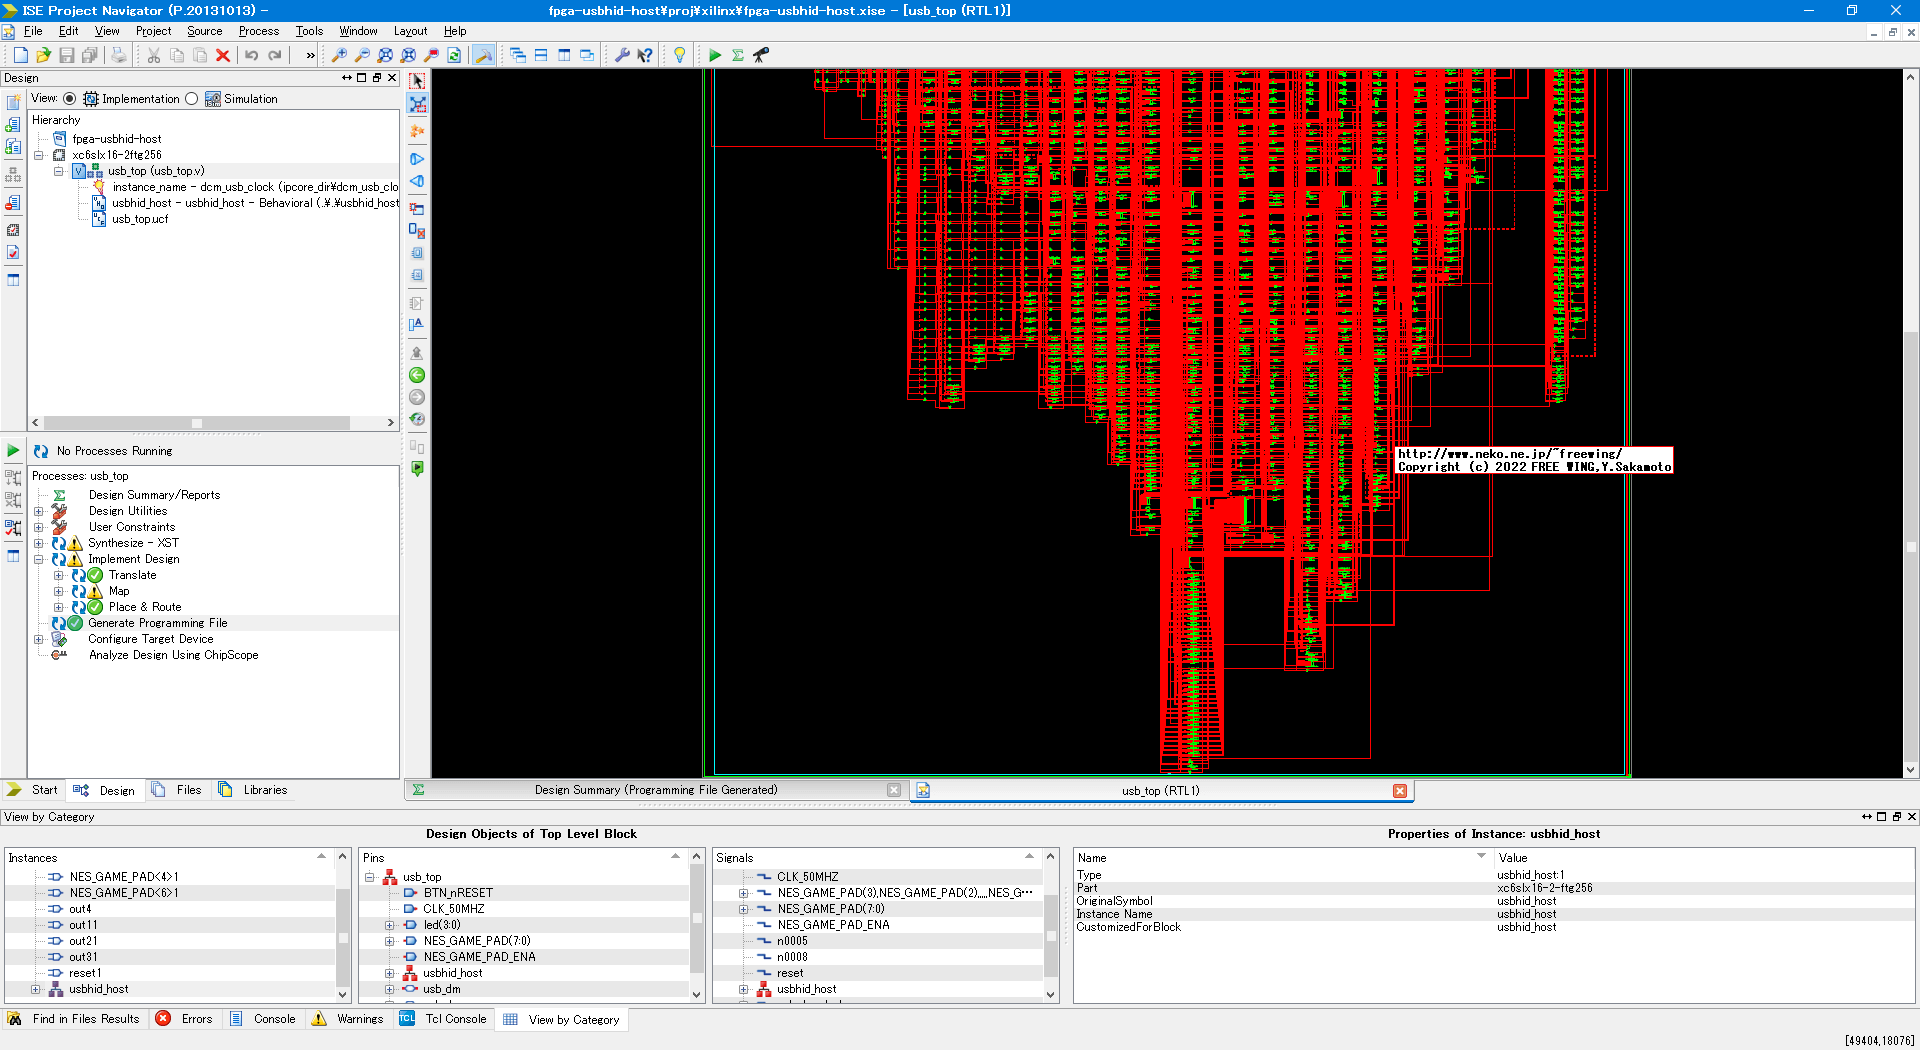 ISE Project Navigator (P.20131013) -
fpga-usbhid-host¥proj¥xilinx¥fpga-usbhid-host.xise - [usb_top (RTL1)]
File Edit View Project Source Process Tools Window Layout Help
Design
View: Implementation Simulation
Hierarchy
fpga-usbhid-host
xc6slx16-2ftg256
usb_top (usb_top.v)
instance_name - dcm_usb_clock (ipcore_dir¥dcm_usb_clo
usbhid_host - usbhid_host - Behavioral (.¥.¥usbhid_host
usb_top.ucf
No Processes Running
Processes: usb_top
Design Summary/Reports
Design Utilities
User Constraints
Synthesize - XST
Implement Design
Translate
Map
Place & Route
Generate Programming File
Configure Target Device
Analyze Design Using ChipScope
http://www.neko.ne.jp/~freewing/
Copyright (c) 2022 FREE WING,Y.Sakamoto
Start Design Files Libraries
Design Summary (Programming File Generated)
usb_top (RTL1)
View by Category
Design Objects of Top Level Block
Properties of Instance: usbhid_host
Instances
NES_GAME_PAD<4>1
NES_GAME_PAD<6>1
out4
out11
out21
out31
reset1
usbhid_host
Pins
usb_top
BTN_nRESET
CLK_50MHZ
led(3:0)
NES_GAME_PAD(7:0)
NES_GAME_PAD_ENA
usbhid_host
usb_dm
Signals
CLK_50MHZ
NES_GAME_PAD(3),NES_GAME_PAD(2),,,,,NES_G…
NES_GAME_PAD(7:0)
NES_GAME_PAD_ENA
n0005
n0008
reset
usbhid_host
Name Value
Type usbhid_host:1
Part xc6slx16-2-ftg256
OriginalSymbol usbhid_host
Instance Name usbhid_host
CustomizedForBlock usbhid_host
Find in Files Results Errors Console Warnings TCL Tcl Console View by Category
[49404,18076]